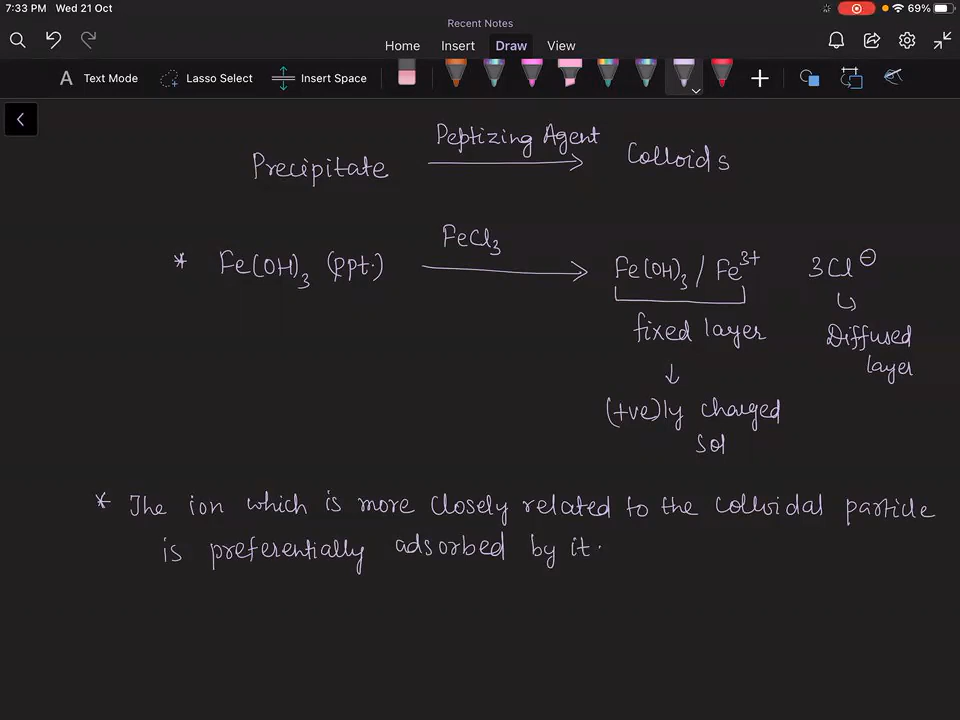 7:33 PM Wed 21 Oct
69%
Recent Notes
Home Insert Draw View
Text Mode Lasso Select Insert Space
Peptizing Agent
Precipitate → Colloids
FeCl₃
* Fe(OH)₃ (ppt.) → Fe(OH)₃ / Fe³⁺ 3Cl⊖
fixed layer
Diffused
layer
↓
(+ve)ly charged
sol
* The ion which is more closely related to the colloidal particle
is preferentially adsorbed by it.